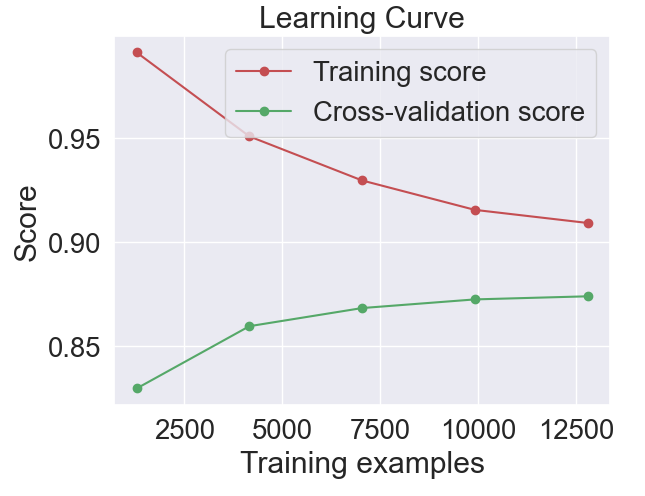 Learning Curve
Training score
Cross-validation score
0.95
0.90
0.85
Score
2500 5000 7500 10000 12500
Training examples